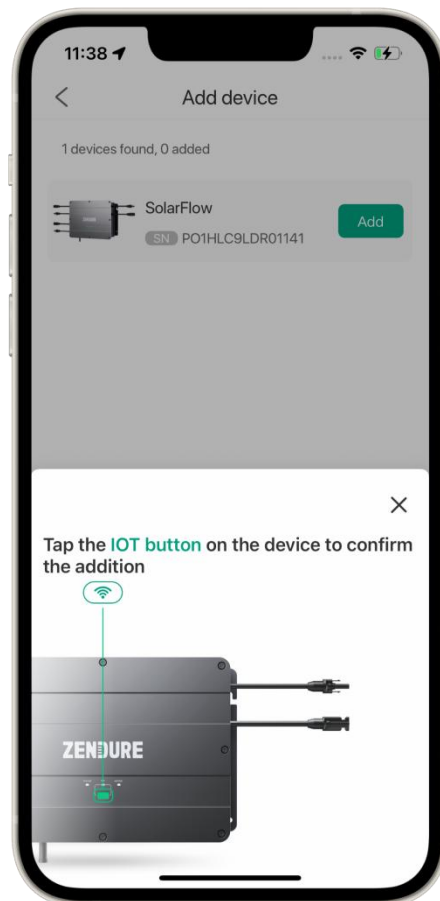 11:38
Add device
1 devices found, 0 added
SolarFlow
SN PO1HLC9LDR01141
Add
Tap the IOT button on the device to confirm
the addition
ZENDURE